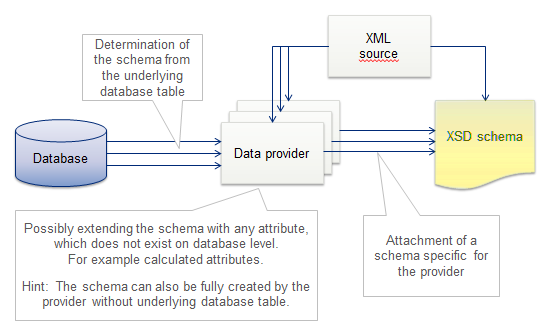 Determination of
the schema from
the underlying
database table
XML
source
Database
Data provider
XSD schema
Possibly extending the schema with any attribute,
which does not exist on database level.
For example calculated attributes.
Hint: The schema can also be fully created by the
provider without underlying database table.
Attachment of a
schema specific for
the provider